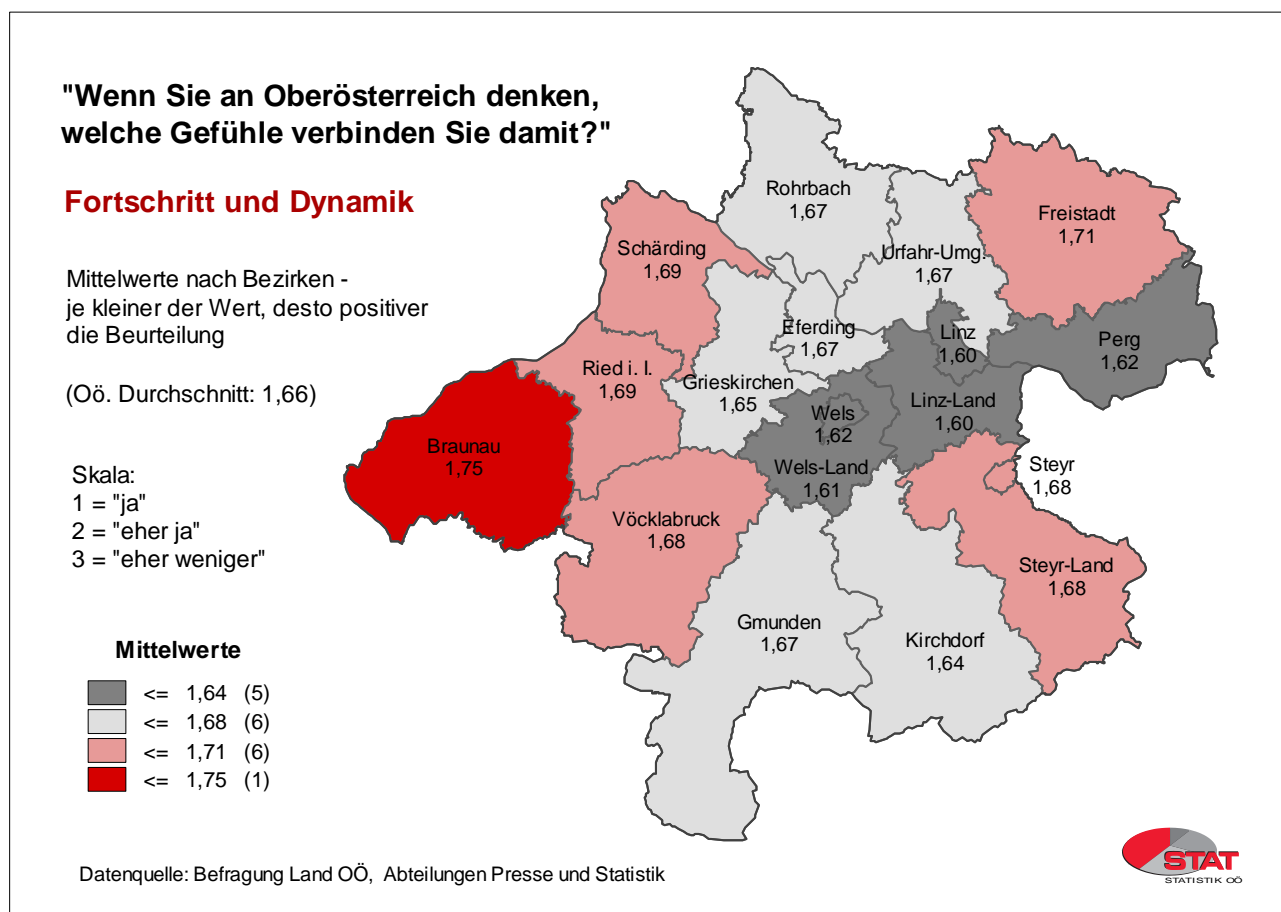 "Wenn Sie an Oberösterreich denken,
welche Gefühle verbinden Sie damit?"
Fortschritt und Dynamik
Mittelwerte nach Bezirken -
je kleiner der Wert, desto positiver
die Beurteilung
(Oö. Durchschnitt: 1,66)
Skala:
1 = "ja"
2 = "eher ja"
3 = "eher weniger"
Mittelwerte
<= 1,64 (5)
<= 1,68 (6)
<= 1,71 (6)
<= 1,75 (1)
Rohrbach
1,67
Freistadt
1,71
Schärding
1,69
Urfahr-Umg.
1,67
Eferding
1,67
Linz
1,60
Perg
1,62
Ried i. I.
1,69
Grieskirchen
1,65
Wels
1,62
Linz-Land
1,60
Braunau
1,75
Wels-Land
1,61
Steyr
1,68
Vöcklabruck
1,68
Steyr-Land
1,68
Gmunden
1,67
Kirchdorf
1,64
Datenquelle: Befragung Land OÖ, Abteilungen Presse und Statistik
STAT
STATISTIK OÖ